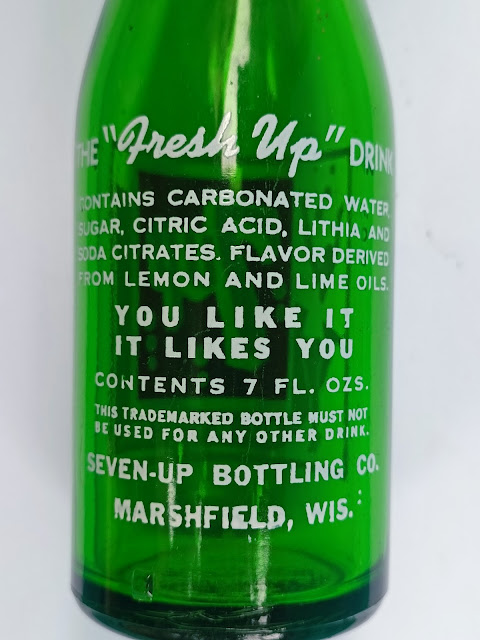 THE "Fresh Up" DRINK
CONTAINS CARBONATED WATER,
SUGAR, CITRIC ACID, LITHIA AND
SODA CITRATES. FLAVOR DERIVED
FROM LEMON AND LIME OILS.
YOU LIKE IT
IT LIKES YOU
CONTENTS 7 FL. OZS.
THIS TRADEMARKED BOTTLE MUST NOT
BE USED FOR ANY OTHER DRINK.
SEVEN-UP BOTTLING CO.
MARSHFIELD, WIS.